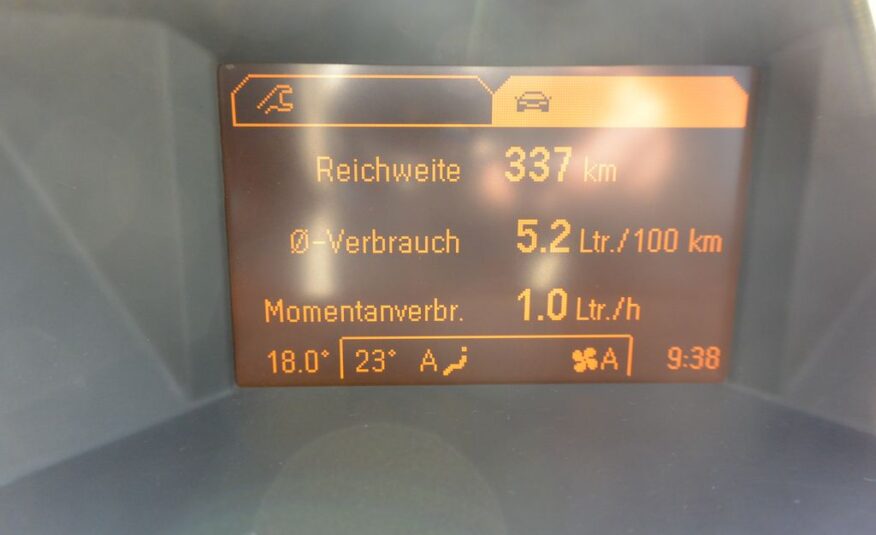 Reichweite 337 km
Ø-Verbrauch 5.2 Ltr./100 km
Momentanverbr. 1.0 Ltr./h
18.0° 23° A A 9:38